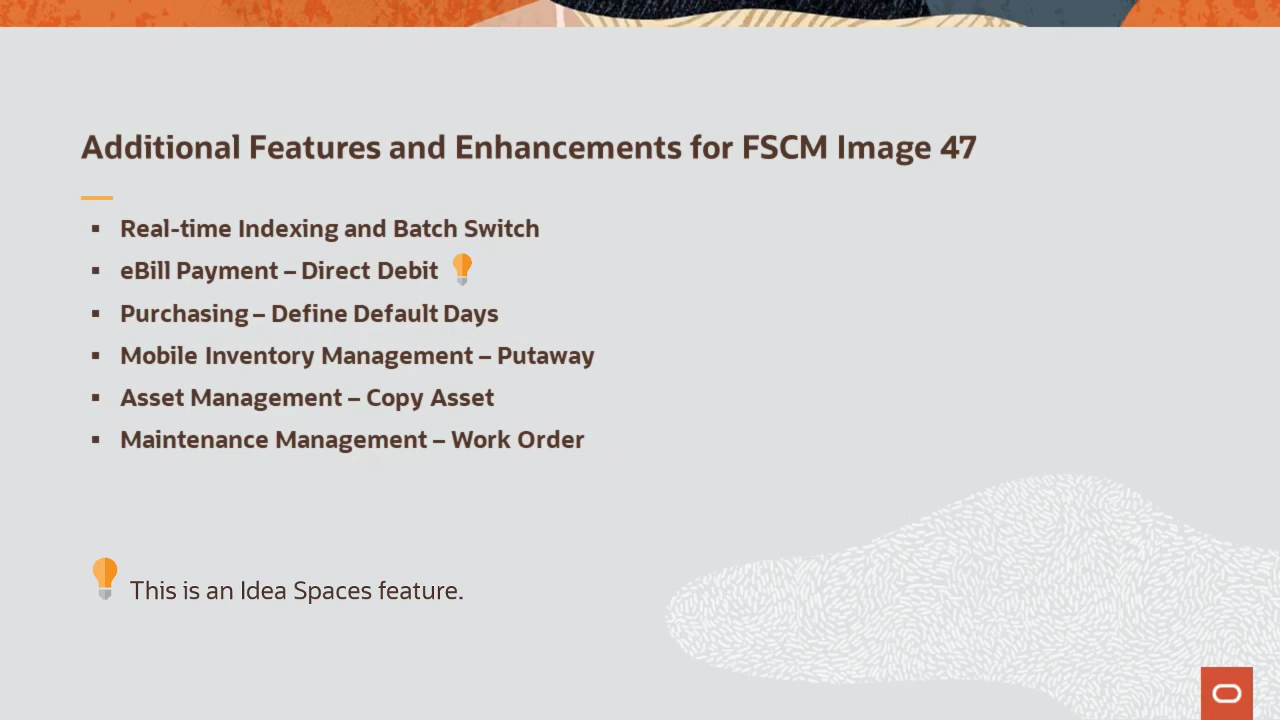 Additional Features and Enhancements for FSCM Image 47
▪ Real-time Indexing and Batch Switch
▪ eBill Payment – Direct Debit
▪ Purchasing – Define Default Days
▪ Mobile Inventory Management – Putaway
▪ Asset Management – Copy Asset
▪ Maintenance Management – Work Order
This is an Idea Spaces feature.